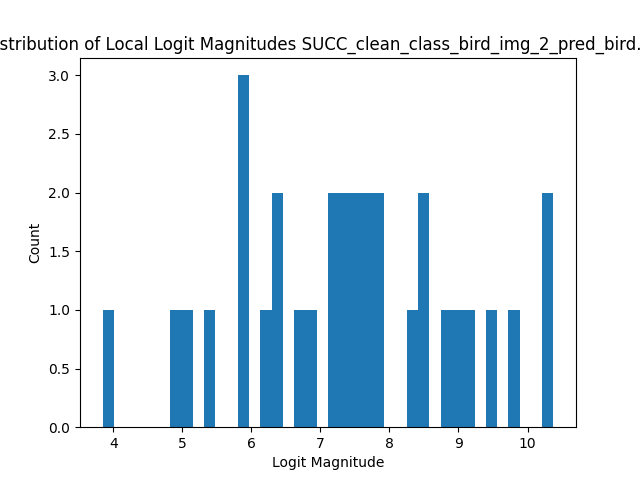 stribution of Local Logit Magnitudes SUCC_clean_class_bird_img_2_pred_bird.
3.0
2.5
2.0
1.5
1.0
0.5
0.0
Count
4 5 6 7 8 9 10
Logit Magnitude